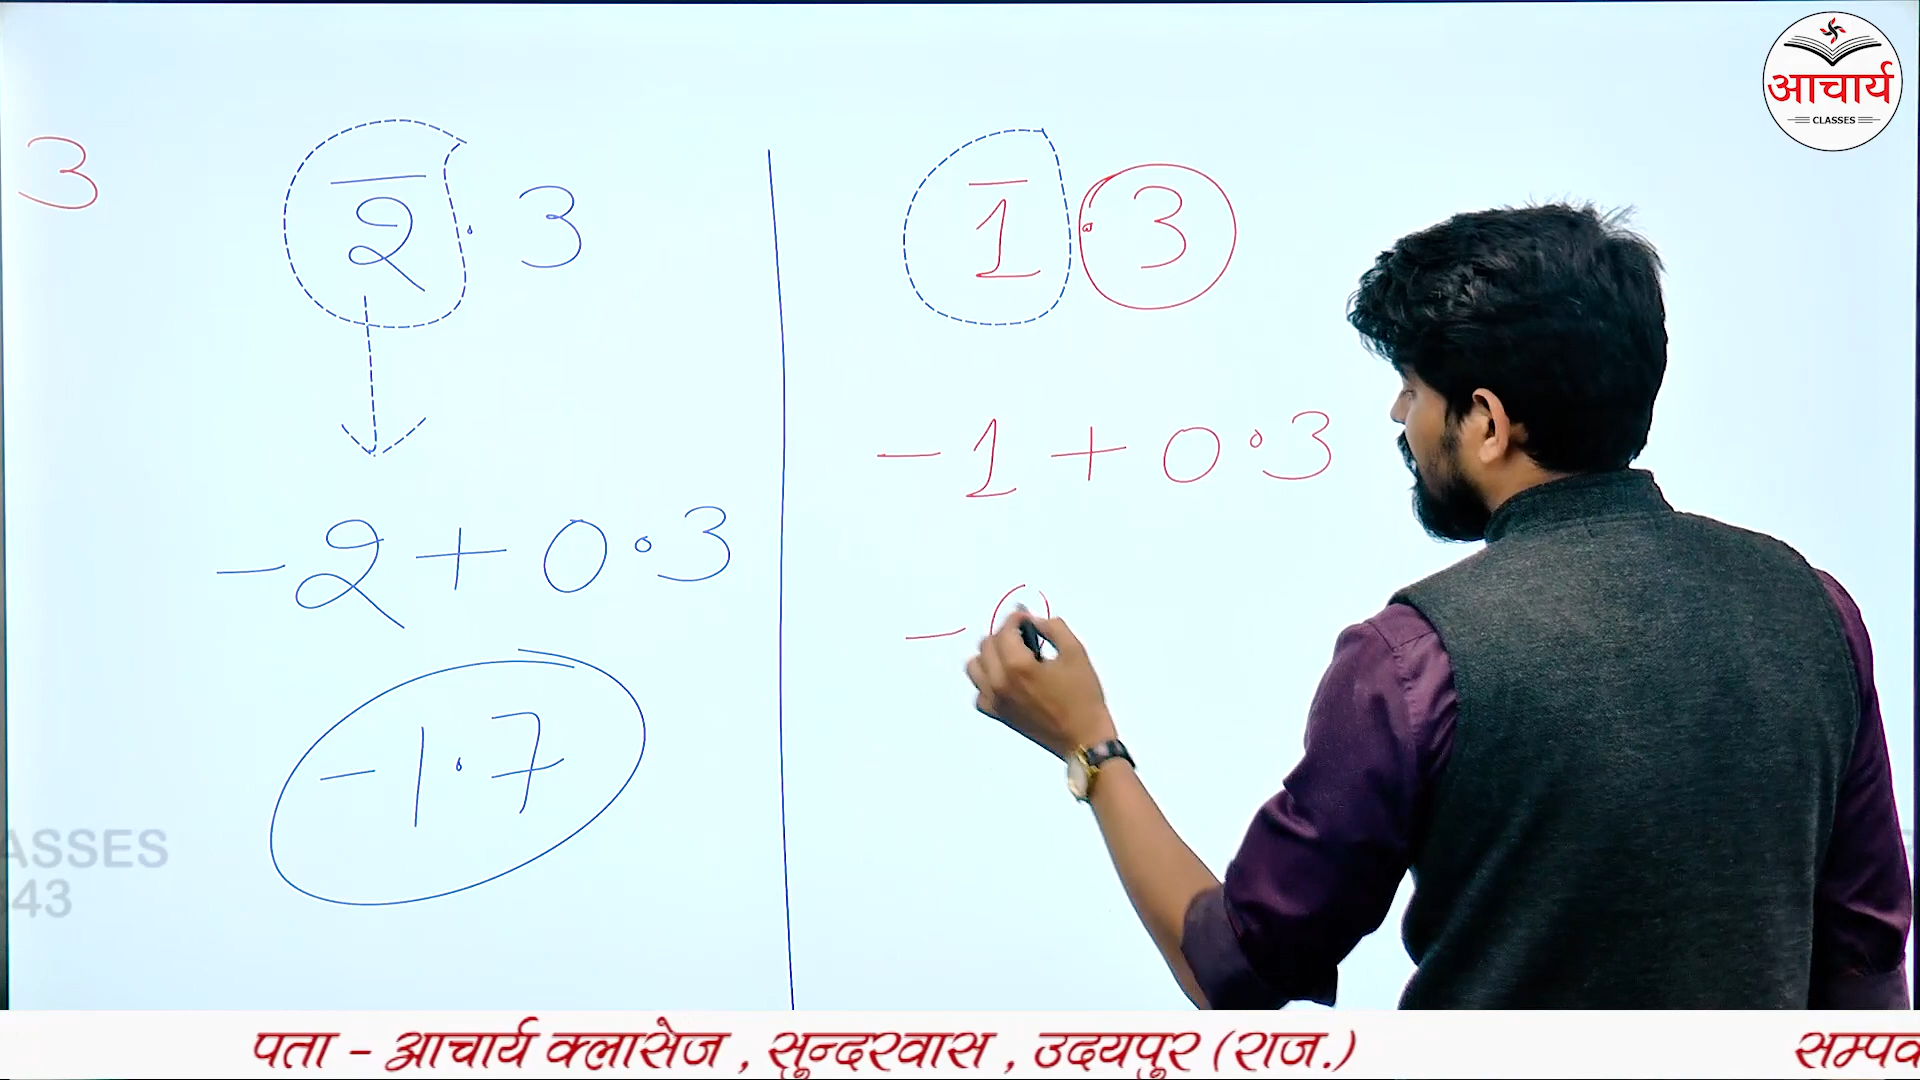 आचार्य
CLASSES
3
2̅.3
-2+0.3
-1.7
1̅.3
-1+0.3
-0
ASSES
43
पता - आचार्य क्लासेज , सुन्दरवास , उदयपुर (राज.)
सम्पक